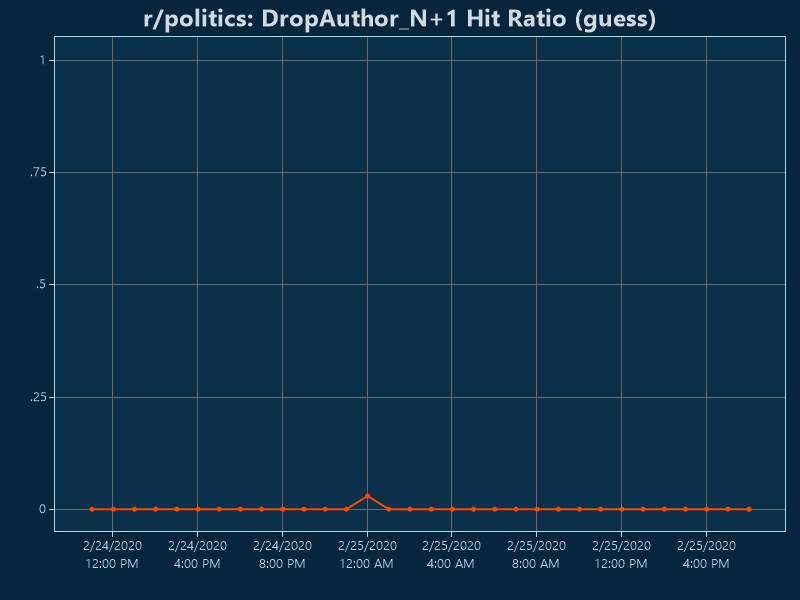 r/politics: DropAuthor_N+1 Hit Ratio (guess)
1
.75
.5
.25
0
2/24/2020 2/24/2020 2/24/2020 2/25/2020 2/25/2020 2/25/2020 2/25/2020 2/25/2020
12:00 PM 4:00 PM 8:00 PM 12:00 AM 4:00 AM 8:00 AM 12:00 PM 4:00 PM